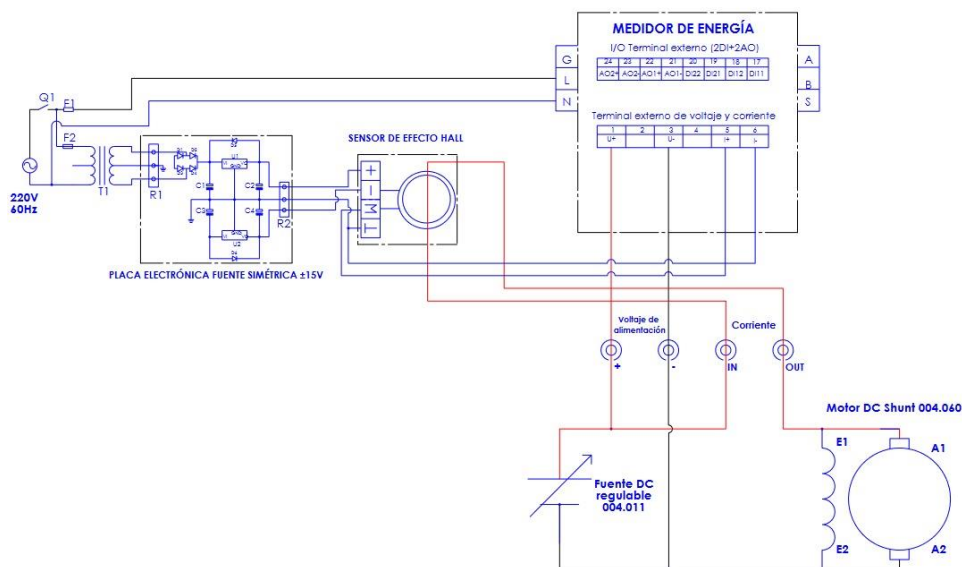 MEDIDOR DE ENERGÍA
I/O Terminal externo (2DI+2AO)
24 23 22 21 20 19 18 17
AO2+ AO2- AO1+ AO1- DI22 DI21 DI12 DI11
G
L
N
A
B
S
Terminal externo de voltaje y corriente
1 2 3 4 5 6
U+ U- I+ I-
Q1
F1
F2
T1
220V
60Hz
R1
U1
C1
C2
C3
C4
U2
R2
PLACA ELECTRÓNICA FUENTE SIMÉTRICA ±15V
SENSOR DE EFECTO HALL
+
-
M
Voltaje de
alimentación
Corriente
+
-
IN
OUT
Motor DC Shunt 004.060
E1
A1
Fuente DC
regulable
004.011
E2
A2